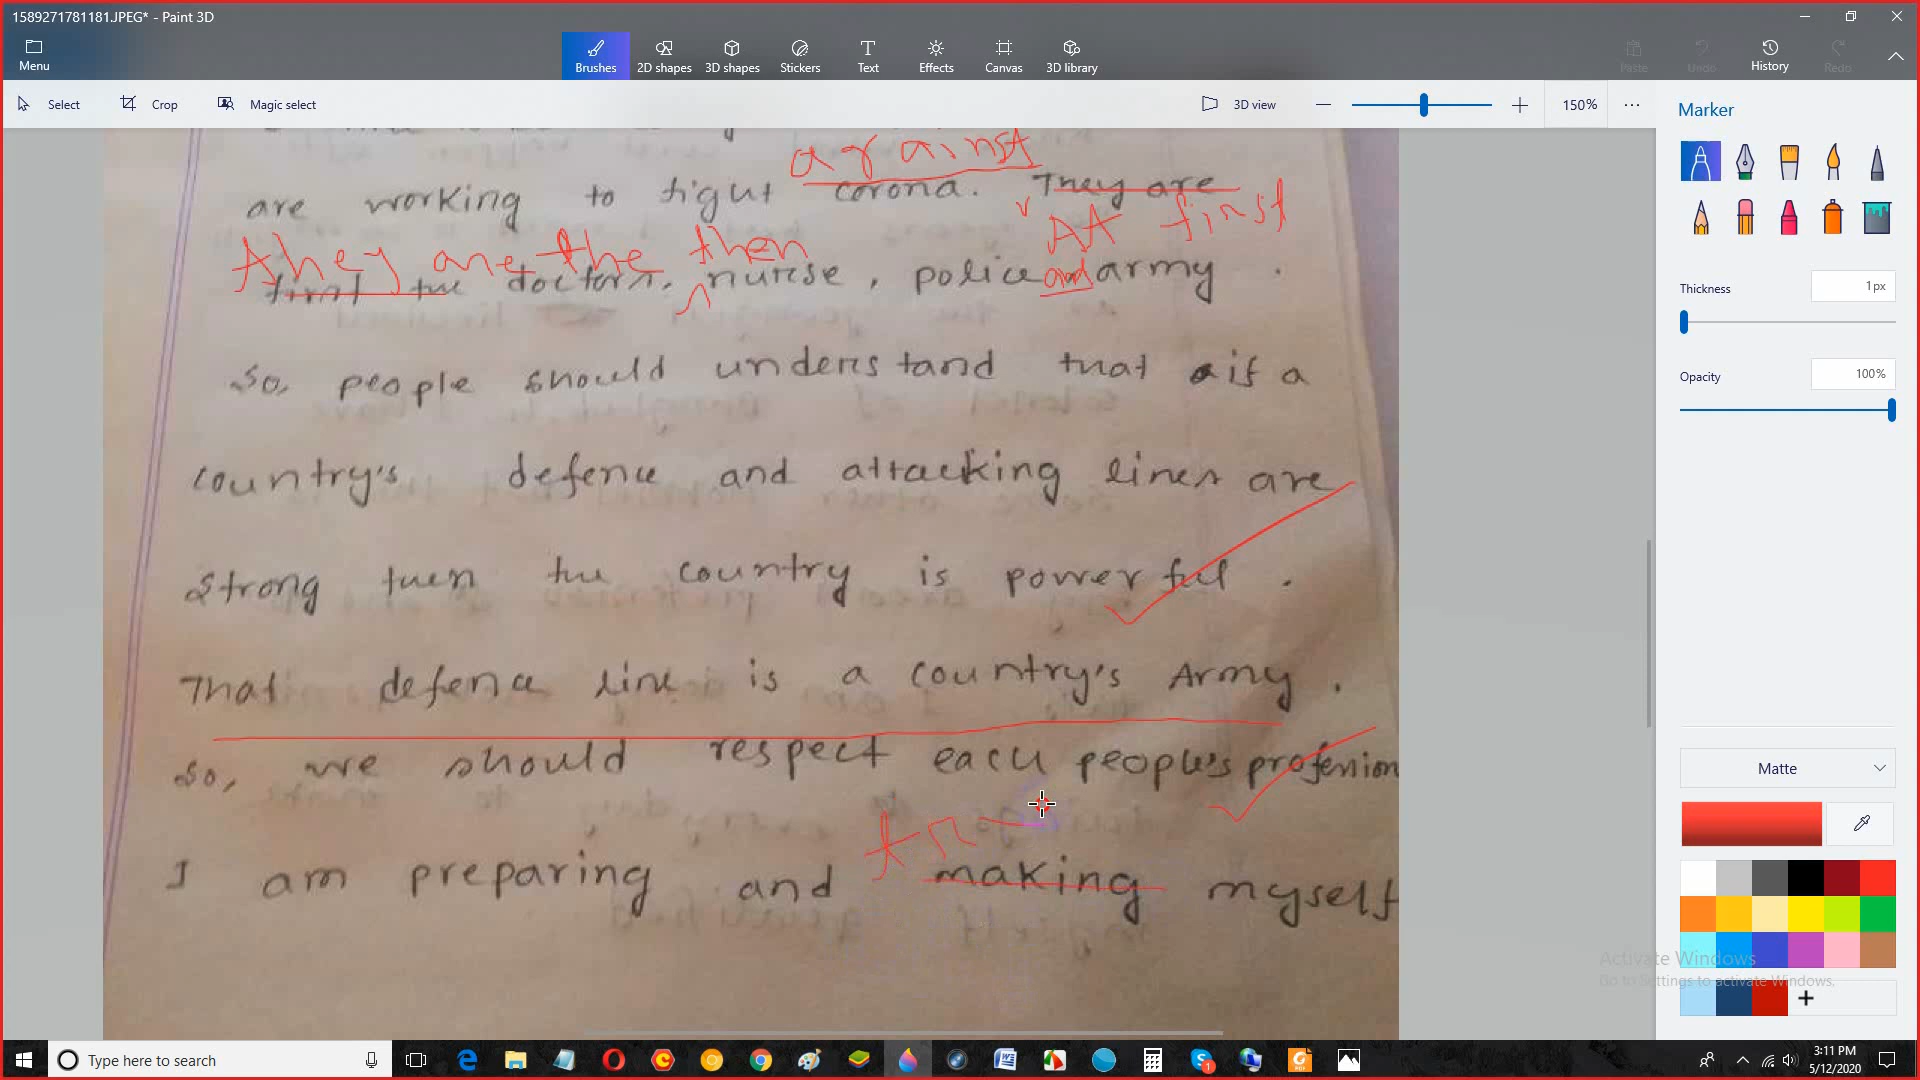 1589271781181.JPEG* - Paint 3D
Menu
Brushes
2D shapes
3D shapes
Stickers
Text
Effects
Canvas
3D library
Paste
Undo
History
Redo
Select
Crop
Magic select
3D view
150%
Marker
against
are working to fight corona. They are
At first
They are the then
first the doctors, nurse, police and army .
So, people should understand that if a
country's defence and attacking lines are
Strong then the country is powerful .
That defence line is a country's Army .
So, we should respect each people's profession
I am preparing and making myself
Thickness
1px
Opacity
100%
Matte
Activate Windows
Go to Settings to activate Windows.
Type here to search
3:11 PM
5/12/2020